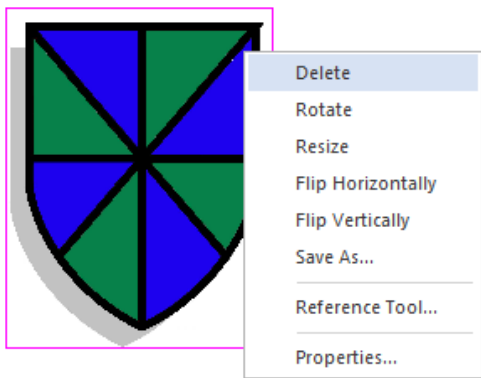 Delete
Rotate
Resize
Flip Horizontally
Flip Vertically
Save As...
Reference Tool...
Properties...